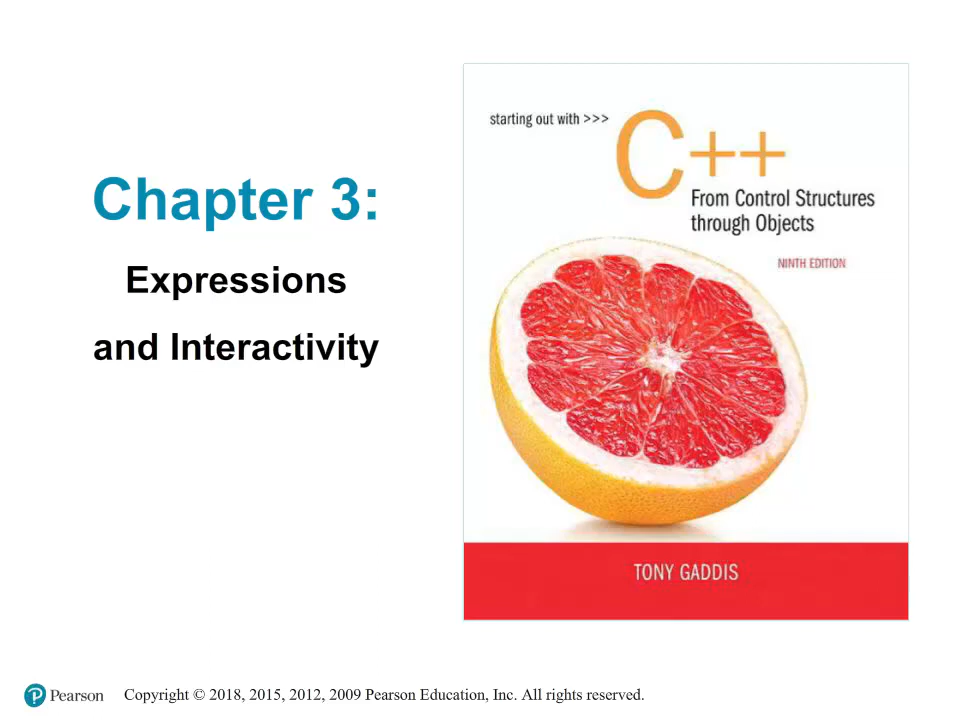 Chapter 3:
Expressions
and Interactivity
starting out with >>>
C++
From Control Structures
through Objects
NINTH EDITION
TONY GADDIS
Pearson
Copyright © 2018, 2015, 2012, 2009 Pearson Education, Inc. All rights reserved.